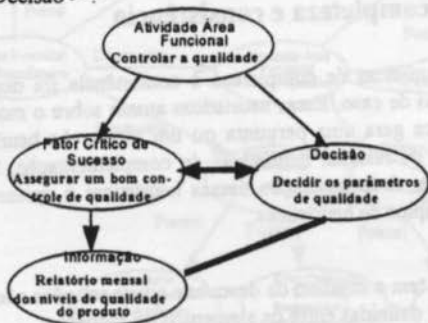 Decisão
Atividade Área
Funcional
Controlar a qualidade
Fator Crítico de
Sucesso
Assegurar um bom con-
trole de qualidade
Decisão
Decidir os parâmetros
de qualidade
Informação
Relatório mensal
dos níveis de qualidade
do produto